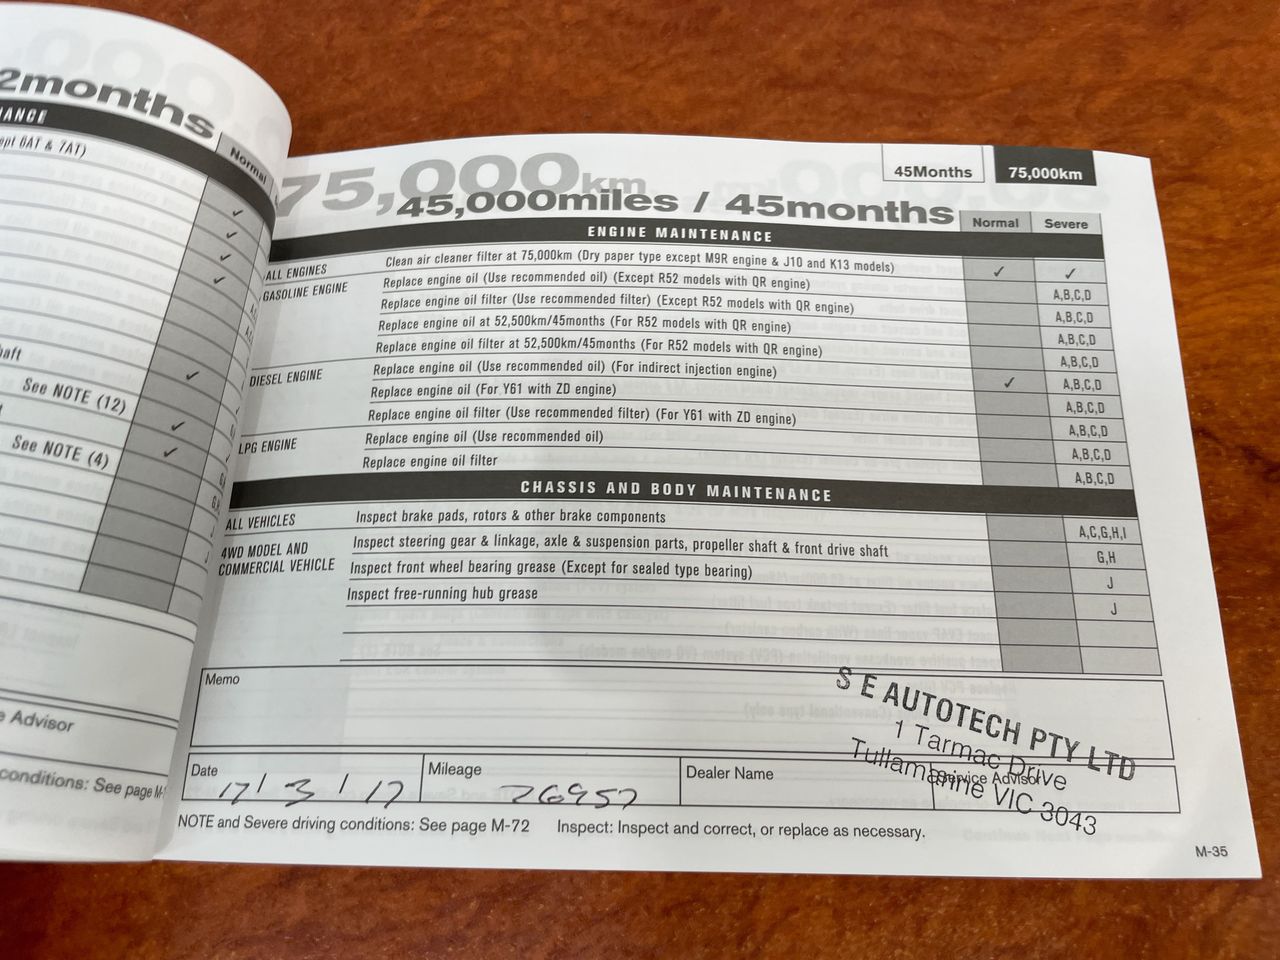 2months
NANCE
Normal
ept 6AT & 7AT)
haft
See NOTE (12)
See NOTE (4)
e Advisor
conditions: See page M-
45Months
75,000km
75,000km
45,000miles / 45months
Normal Severe
ENGINE MAINTENANCE
ALL ENGINES Clean air cleaner filter at 75,000km (Dry paper type except M9R engine & J10 and K13 models) ✓ ✓
GASOLINE ENGINE Replace engine oil (Use recommended oil) (Except R52 models with QR engine) A,B,C,D
Replace engine oil filter (Use recommended filter) (Except R52 models with QR engine) A,B,C,D
Replace engine oil at 52,500km/45months (For R52 models with QR engine) A,B,C,D
Replace engine oil filter at 52,500km/45months (For R52 models with QR engine) A,B,C,D
DIESEL ENGINE Replace engine oil (Use recommended oil) (For indirect injection engine) ✓ A,B,C,D
Replace engine oil (For Y61 with ZD engine) A,B,C,D
Replace engine oil filter (Use recommended filter) (For Y61 with ZD engine) A,B,C,D
LPG ENGINE Replace engine oil (Use recommended oil) A,B,C,D
Replace engine oil filter A,B,C,D
CHASSIS AND BODY MAINTENANCE
ALL VEHICLES Inspect brake pads, rotors & other brake components A,C,G,H,I
4WD MODEL AND Inspect steering gear & linkage, axle & suspension parts, propeller shaft & front drive shaft G,H
COMMERCIAL VEHICLE Inspect front wheel bearing grease (Except for sealed type bearing) J
Inspect free-running hub grease J
Memo
S E AUTOTECH PTY LTD
1 Tarmac Drive
Tullamarine VIC 3043
Date 17/3/17
Mileage 26957
Dealer Name
Service Advisor
NOTE and Severe driving conditions: See page M-72 Inspect: Inspect and correct, or replace as necessary.
M-35